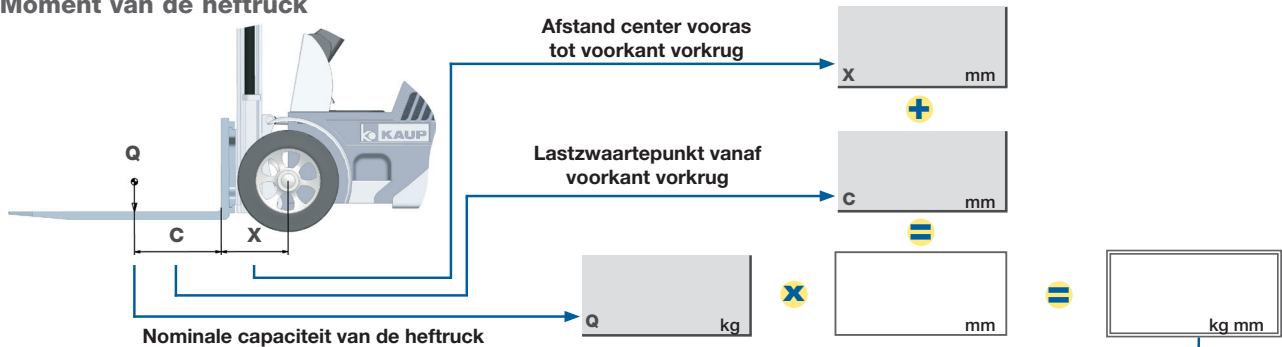 Moment van de heftruck
Afstand center vooras
tot voorkant vorkrug
X mm
+
KAUP
Q
Lastzwaartepunt vanaf
voorkant vorkrug
C mm
=
C X
Q kg
x
mm
=
kg mm
Nominale capaciteit van de heftruck